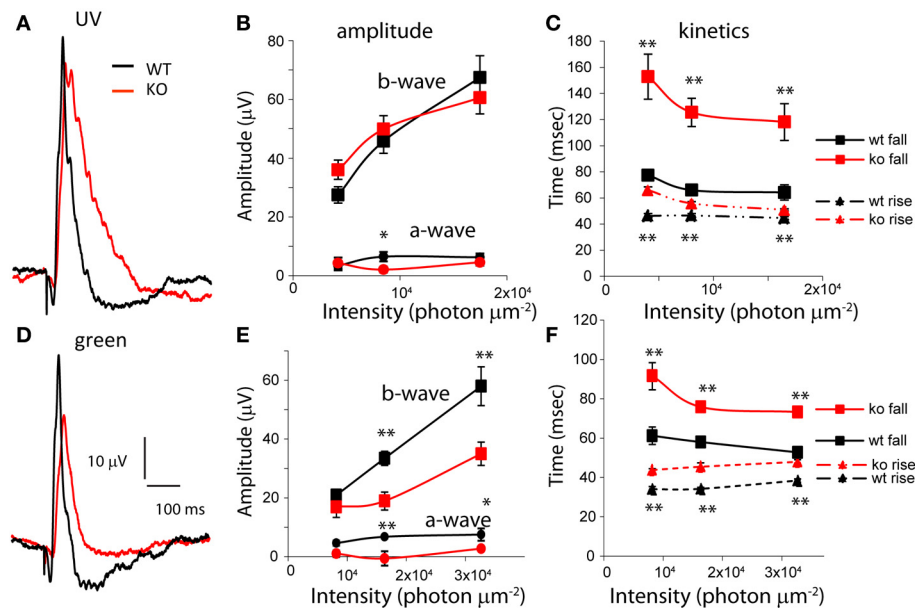 A
UV
WT
KO
B
amplitude
80
60
40
20
0
Amplitude (μV)
b-wave
*
a-wave
0
10⁴
2x10⁴
Intensity (photon μm⁻²)
C
kinetics
180
160
140
120
100
80
60
40
20
0
Time (msec)
**
**
**
**
**
**
0
10⁴
2x10⁴
Intensity (photon μm⁻²)
wt fall
ko fall
wt rise
ko rise
D
green
10 μV
100 ms
E
60
40
20
0
Amplitude (μV)
b-wave
**
**
a-wave
**
*
0
10⁴
2x10⁴
3x10⁴
Intensity (photon μm⁻²)
F
120
100
80
60
40
20
0
Time (msec)
**
**
**
**
**
**
0
10⁴
2x10⁴
3x10⁴
Intensity (photon μm⁻²)
ko fall
wt fall
ko rise
wt rise